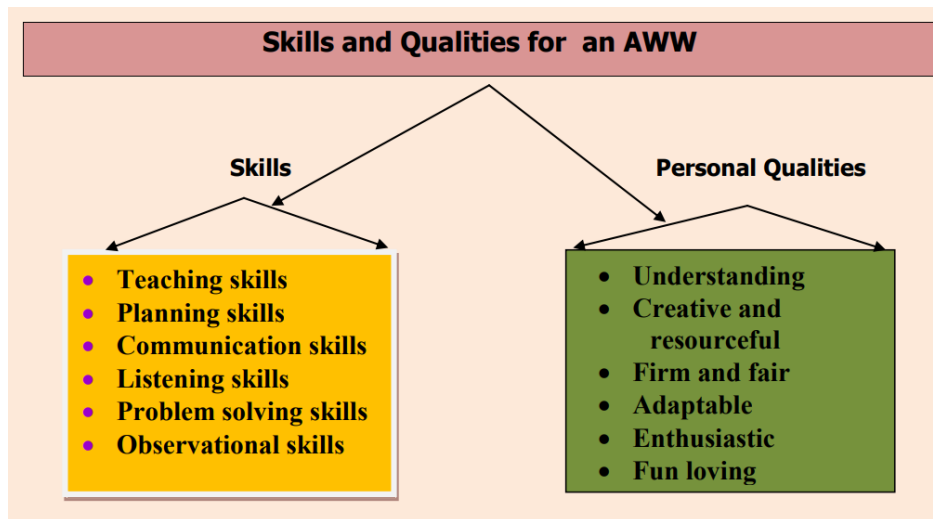 Skills and Qualities for an AWW
Skills
Personal Qualities
• Teaching skills
• Planning skills
• Communication skills
• Listening skills
• Problem solving skills
• Observational skills
• Understanding
• Creative and
resourceful
• Firm and fair
• Adaptable
• Enthusiastic
• Fun loving